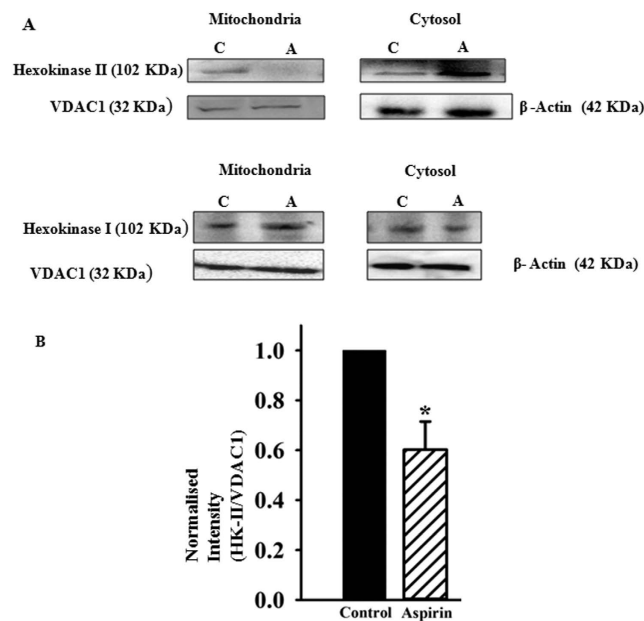 A
Mitochondria Cytosol
C A C A
Hexokinase II (102 KDa)
VDAC1 (32 KDa) β-Actin (42 KDa)
Mitochondria Cytosol
C A C A
Hexokinase I (102 KDa)
VDAC1 (32 KDa) β- Actin (42 KDa)
B
Normalised
Intensity
(HK-II/VDAC1)
1.0
0.8
0.6
0.4
0.2
0.0
*
Control Aspirin